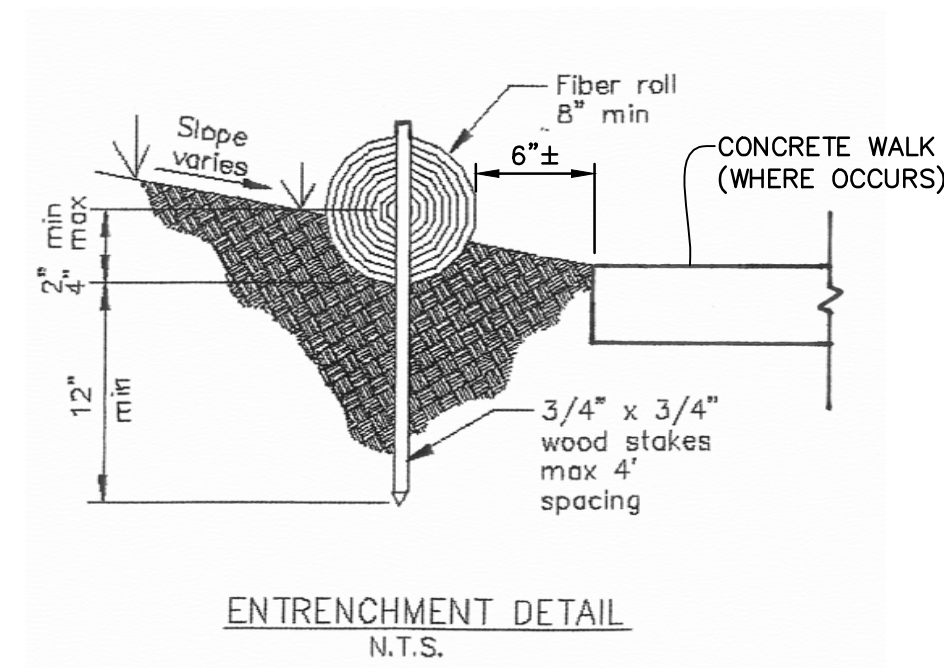 Fiber roll
8" min
Slope
varies
6"±
CONCRETE WALK
(WHERE OCCURS)
2" min
4" max
12"
min
3/4" x 3/4"
wood stakes
max 4'
spacing
ENTRENCHMENT DETAIL
N.T.S.